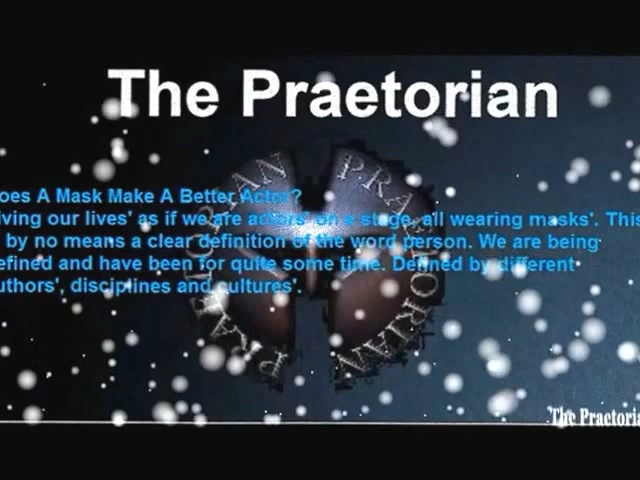 The Praetorian
oes A Mask Make A Better Actor?
iving our lives' as if we are actors' on a stage, all wearing masks'. This
by no means a clear definition of the word person. We are being
efined and have been for quite some time. Defined by different
uthors', disciplines and cultures'.
PRAETORIAN
PRAETORIAN
The Praetoria